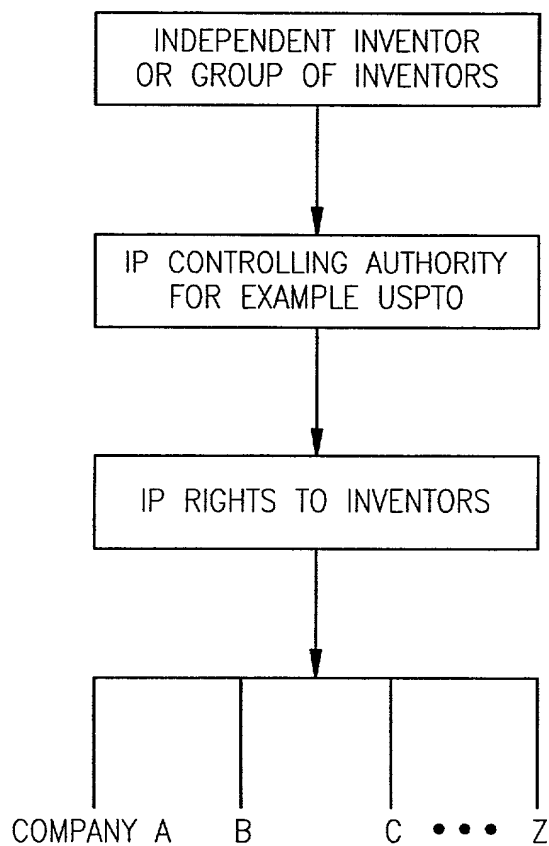 INDEPENDENT INVENTOR
OR GROUP OF INVENTORS
IP CONTROLLING AUTHORITY
FOR EXAMPLE USPTO
IP RIGHTS TO INVENTORS
COMPANY A B C ••• Z